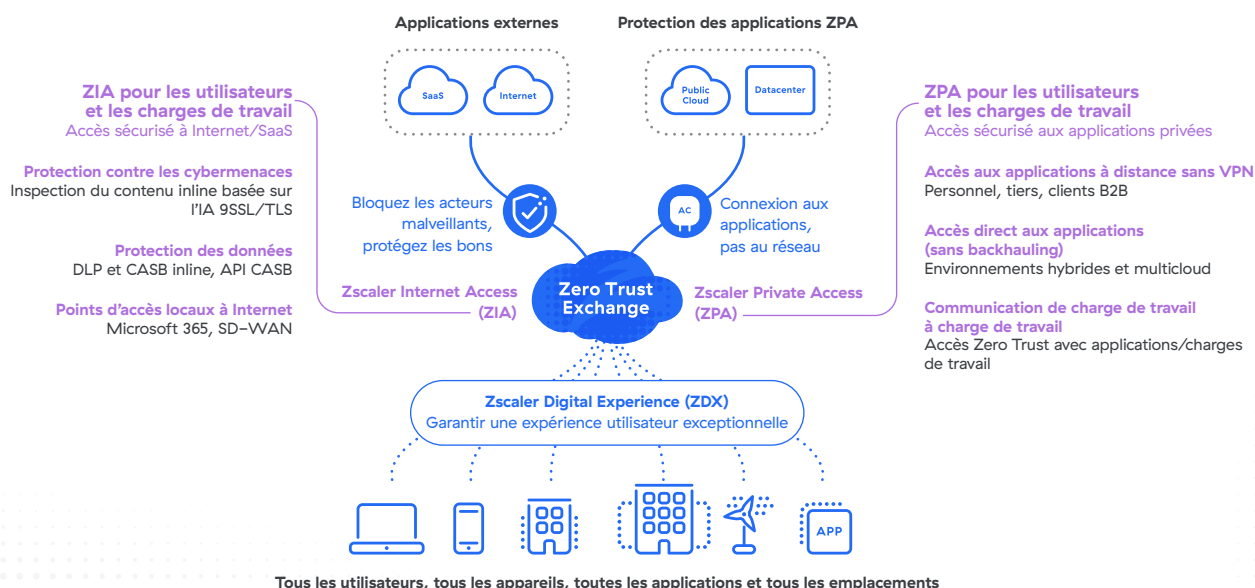 Applications externes
Protection des applications ZPA
SaaS
Internet
Public
Cloud
Datacenter
ZIA pour les utilisateurs
et les charges de travail
Accès sécurisé à Internet/SaaS
Protection contre les cybermenaces
Inspection du contenu inline basée sur
l'IA 9SSL/TLS
Protection des données
DLP et CASB inline, API CASB
Points d'accès locaux à Internet
Microsoft 365, SD-WAN
Bloquez les acteurs
malveillants,
protégez les bons
AC
Connexion aux
applications,
pas au réseau
Zscaler Internet Access
(ZIA)
Zero Trust
Exchange
Zscaler Private Access
(ZPA)
ZPA pour les utilisateurs
et les charges de travail
Accès sécurisé aux applications privées
Accès aux applications à distance sans VPN
Personnel, tiers, clients B2B
Accès direct aux applications
(sans backhauling)
Environnements hybrides et multicloud
Communication de charge de travail
à charge de travail
Accès Zero Trust avec applications/charges
de travail
Zscaler Digital Experience (ZDX)
Garantir une expérience utilisateur exceptionnelle
APP
Tous les utilisateurs, tous les appareils, toutes les applications et tous les emplacements